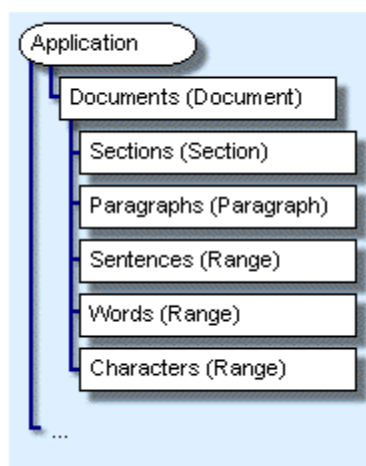 Application
Documents (Document)
Sections (Section)
Paragraphs (Paragraph)
Sentences (Range)
Words (Range)
Characters (Range)
...